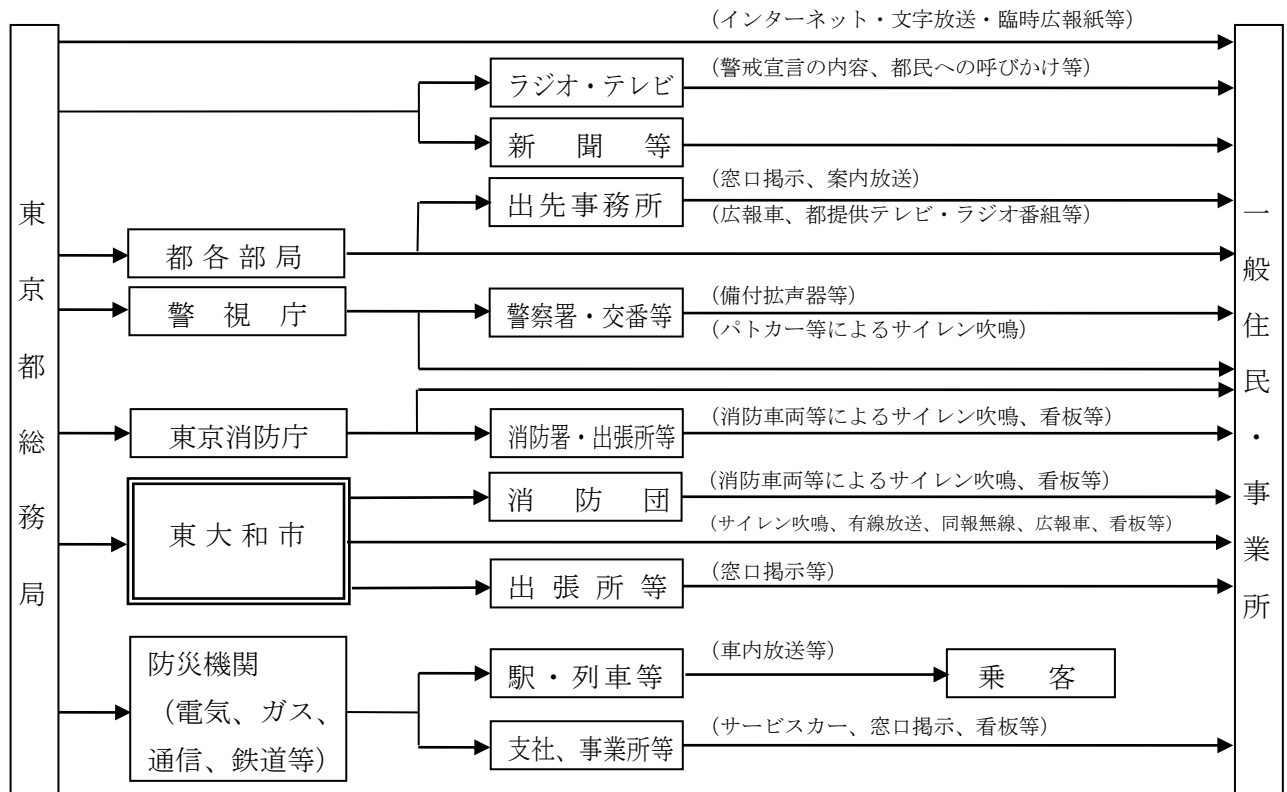 東京都総務局
(インターネット・文字放送・臨時広報紙等)
ラジオ・テレビ
(警戒宣言の内容、都民への呼びかけ等)
新聞等
出先事務所
(窓口掲示、案内放送)
(広報車、都提供テレビ・ラジオ番組等)
都各部局
警視庁
警察署・交番等
(備付拡声器等)
(パトカー等によるサイレン吹鳴)
東京消防庁
消防署・出張所等
(消防車両等によるサイレン吹鳴、看板等)
東大和市
消防団
(消防車両等によるサイレン吹鳴、看板等)
(サイレン吹鳴、有線放送、同報無線、広報車、看板等)
出張所等
(窓口掲示等)
防災機関
(電気、ガス、
通信、鉄道等)
駅・列車等
(車内放送等)
乗客
支社、事業所等
(サービスカー、窓口掲示、看板等)
一般住民・事業所